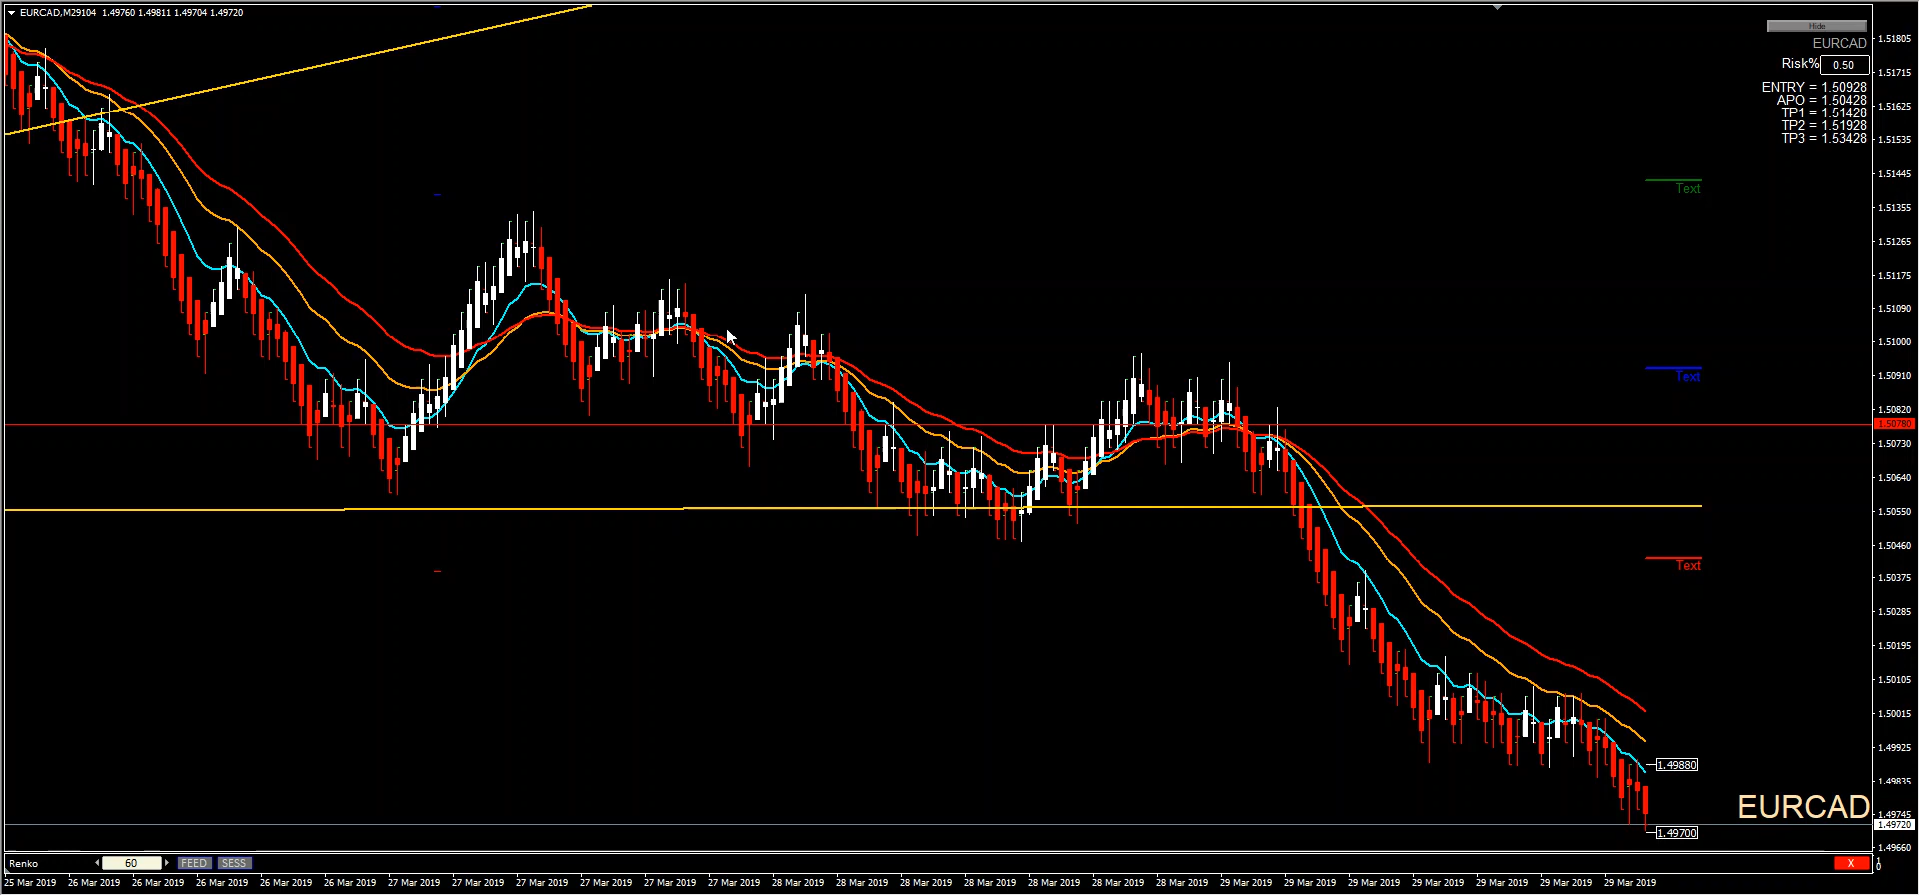 EURCAD,M29104 1.49760 1.49811 1.49704 1.49720
Hide
EURCAD
Risk% 0.50
ENTRY = 1.50928
APO = 1.50428
TP1 = 1.51428
TP2 = 1.51928
TP3 = 1.53428
1.51805
1.51715
1.51625
1.51535
1.51445
1.51355
1.51265
1.51175
1.51090
1.51000
1.50910
1.50820
1.50780
1.50730
1.50640
1.50550
1.50460
1.50375
1.50285
1.50195
1.50105
1.50015
1.49925
1.49835
1.49745
1.49720
1.49660
Text
Text
Text
1.49880
1.49700
EURCAD
Renko 60 FEED SESS X
1
0
25 Mar 2019 26 Mar 2019 26 Mar 2019 26 Mar 2019 26 Mar 2019 26 Mar 2019 27 Mar 2019 27 Mar 2019 27 Mar 2019 27 Mar 2019 27 Mar 2019 27 Mar 2019 28 Mar 2019 28 Mar 2019 28 Mar 2019 28 Mar 2019 28 Mar 2019 28 Mar 2019 28 Mar 2019 29 Mar 2019 29 Mar 2019 29 Mar 2019 29 Mar 2019 29 Mar 2019 29 Mar 2019 29 Mar 2019